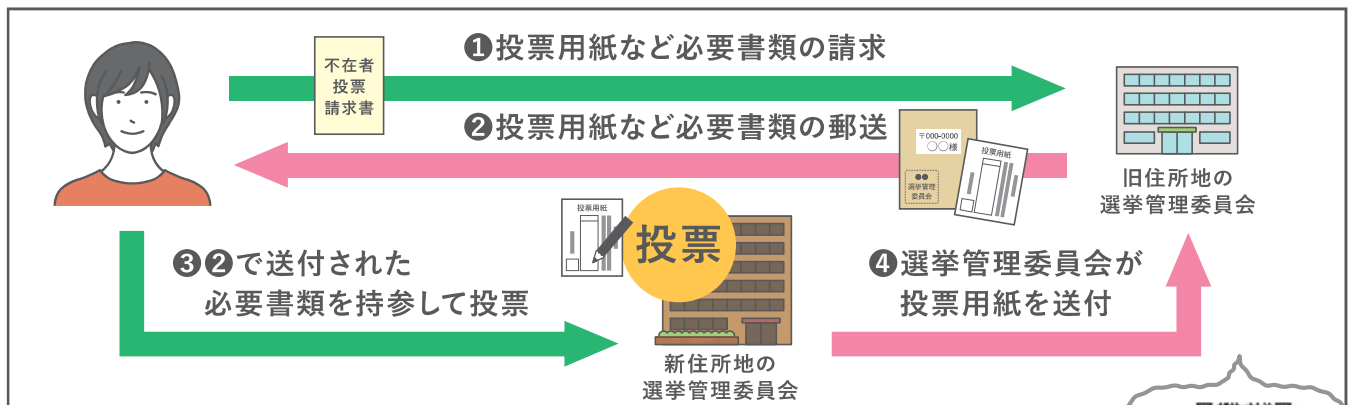 ❶投票用紙など必要書類の請求
不在者
投票
請求書
❷投票用紙など必要書類の郵送
〒000-0000
〇〇様
●●
選挙管理
委員会
投票用紙
旧住所地の
選挙管理委員会
❸❷で送付された
必要書類を持参して投票
投票用紙
投票
新住所地の
選挙管理委員会
❹選挙管理委員会が
投票用紙を送付